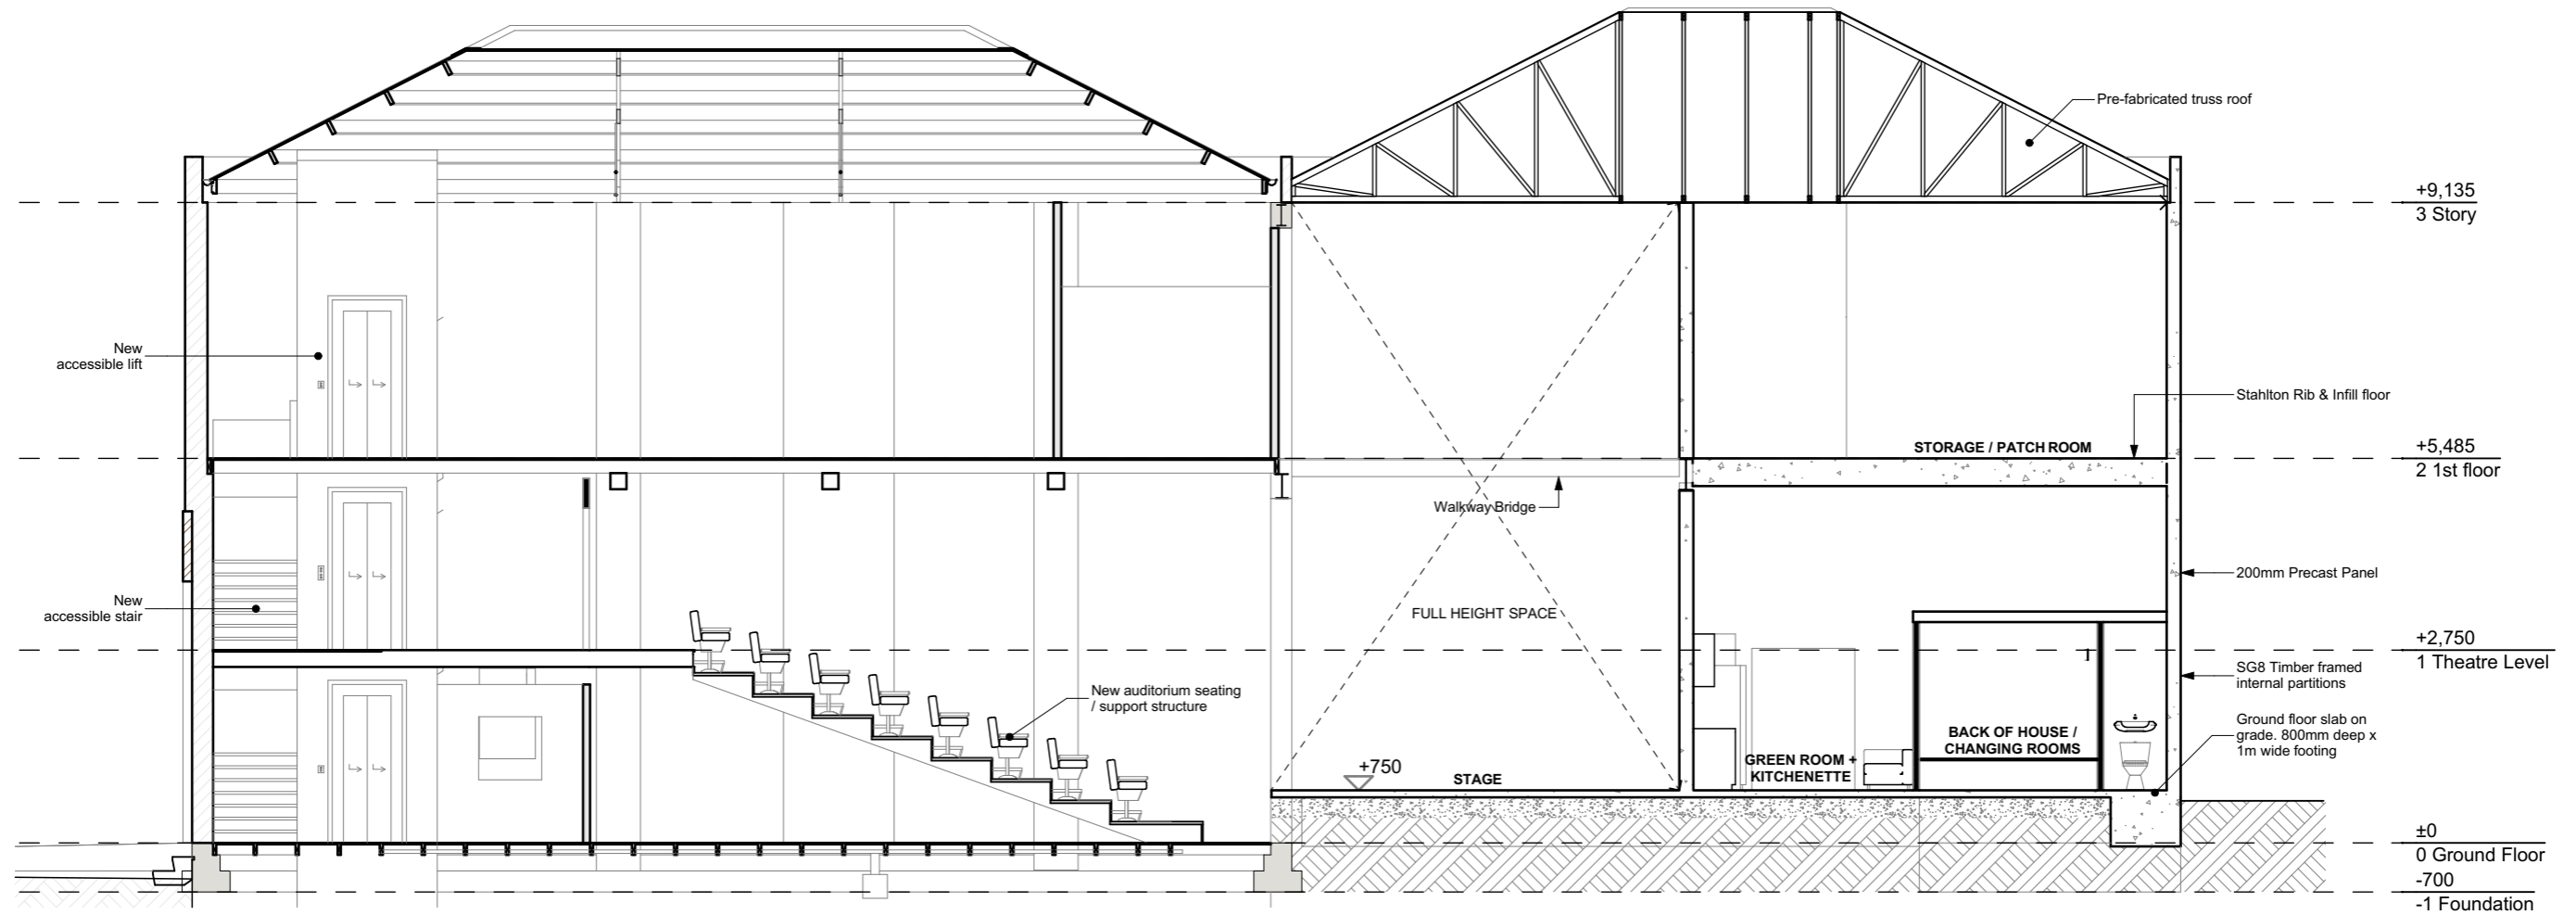 Pre-fabricated truss roof
+9,135
3 Story
New
accessible lift
Stahlton Rib & Infill floor
STORAGE / PATCH ROOM
+5,485
2 1st floor
Walkway Bridge
200mm Precast Panel
New
accessible stair
FULL HEIGHT SPACE
+2,750
1 Theatre Level
1
SG8 Timber framed
internal partitions
New auditorium seating
/ support structure
Ground floor slab on
grade. 800mm deep x
1m wide footing
BACK OF HOUSE /
CHANGING ROOMS
GREEN ROOM +
KITCHENETTE
+750
STAGE
±0
0 Ground Floor
-700
-1 Foundation